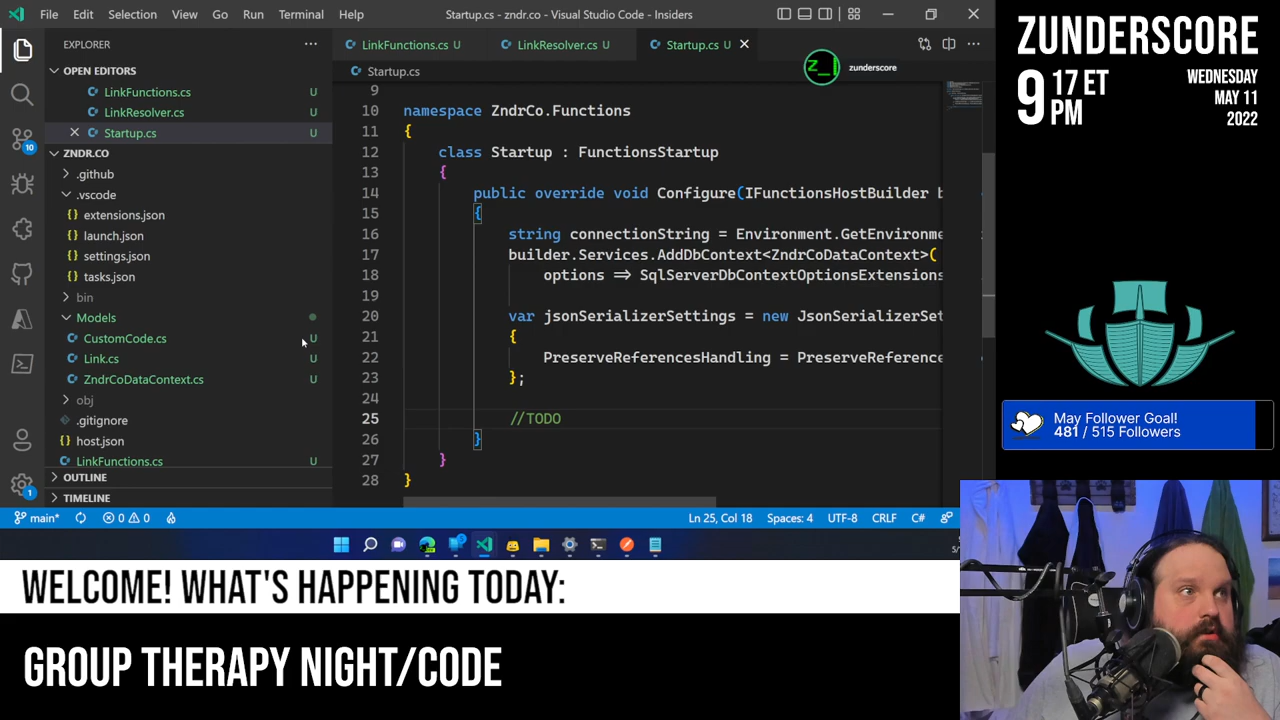 File Edit Selection View Go Run Terminal Help
Startup.cs - zndr.co - Visual Studio Code - Insiders
EXPLORER
OPEN EDITORS
LinkFunctions.cs U
LinkResolver.cs U
Startup.cs U
ZNDR.CO
.github
.vscode
extensions.json
launch.json
settings.json
tasks.json
bin
Models
CustomCode.cs U
Link.cs U
ZndrCoDataContext.cs U
obj
.gitignore
host.json
LinkFunctions.cs U
OUTLINE
TIMELINE
10
1
LinkFunctions.cs U
LinkResolver.cs U
Startup.cs U
Startup.cs
z_
zunderscore
9
10 namespace ZndrCo.Functions
11 {
12 class Startup : FunctionsStartup
13 {
14 public override void Configure(IFunctionsHostBuilder b
15 {
16 string connectionString = Environment.GetEnvironme
17 builder.Services.AddDbContext<ZndrCoDataContext>(
18 options => SqlServerDbContextOptionsExtensions
19
20 var jsonSerializerSettings = new JsonSerializerSet
21 {
22 PreserveReferencesHandling = PreserveReference
23 };
24
25 //TODO
26 }
27 }
28 }
main* 0 0
Ln 25, Col 18 Spaces: 4 UTF-8 CRLF C#
ZUNDERSCORE
9 17 ET PM
WEDNESDAY
MAY 11
2022
May Follower Goal!
481 / 515 Followers
WELCOME! WHAT'S HAPPENING TODAY:
GROUP THERAPY NIGHT/CODE